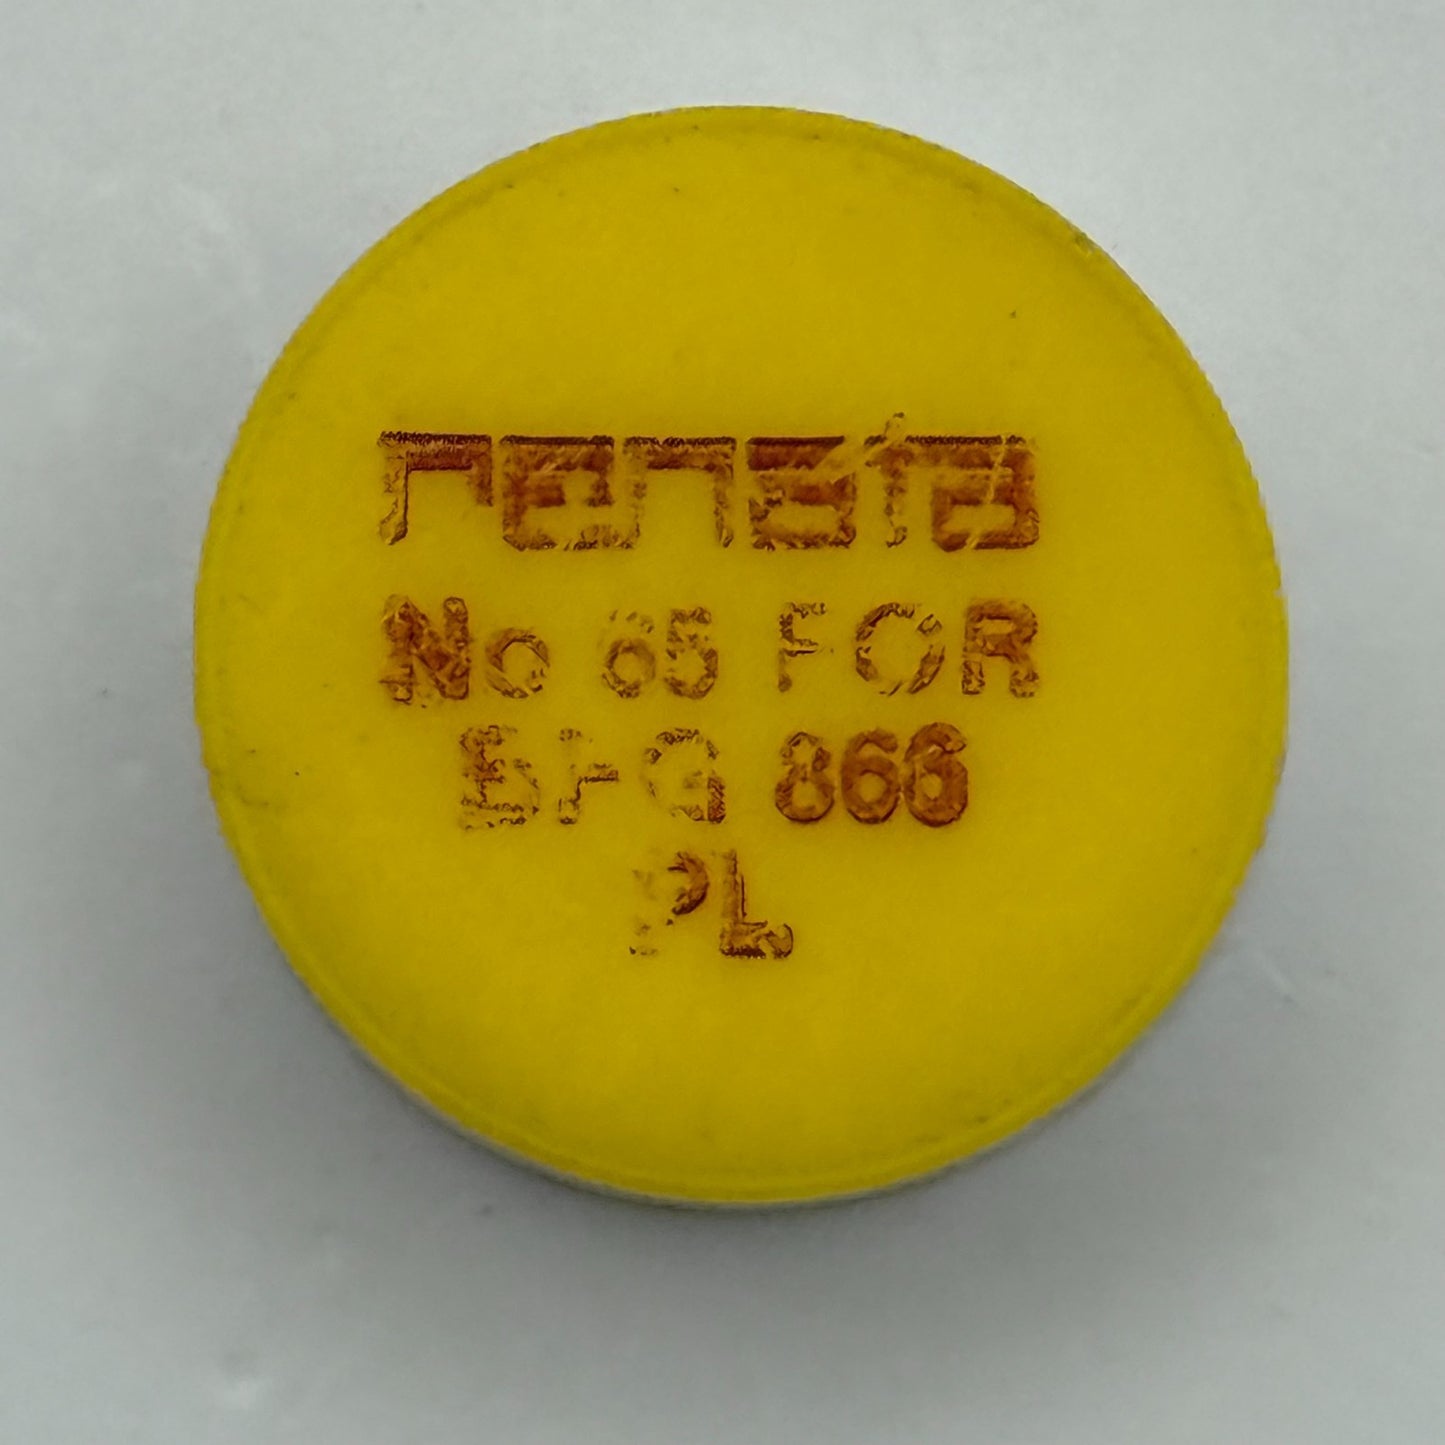 renata
No 65 FOR
BFG 866
PL